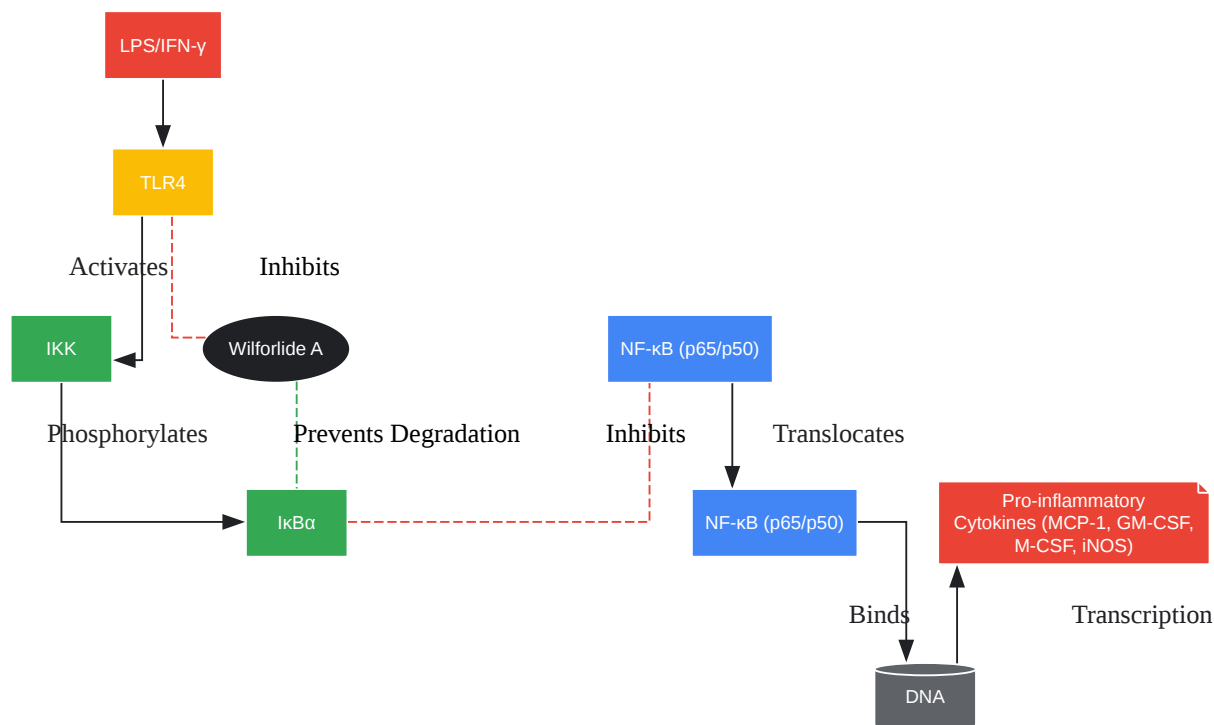 LPS/IFN-γ
TLR4
Activates
Inhibits
IKK
Wilforlide A
NF-κB (p65/p50)
Phosphorylates
Prevents Degradation
Inhibits
Translocates
IκBα
NF-κB (p65/p50)
Pro-inflammatory
Cytokines (MCP-1, GM-CSF,
M-CSF, iNOS)
Binds
Transcription
DNA